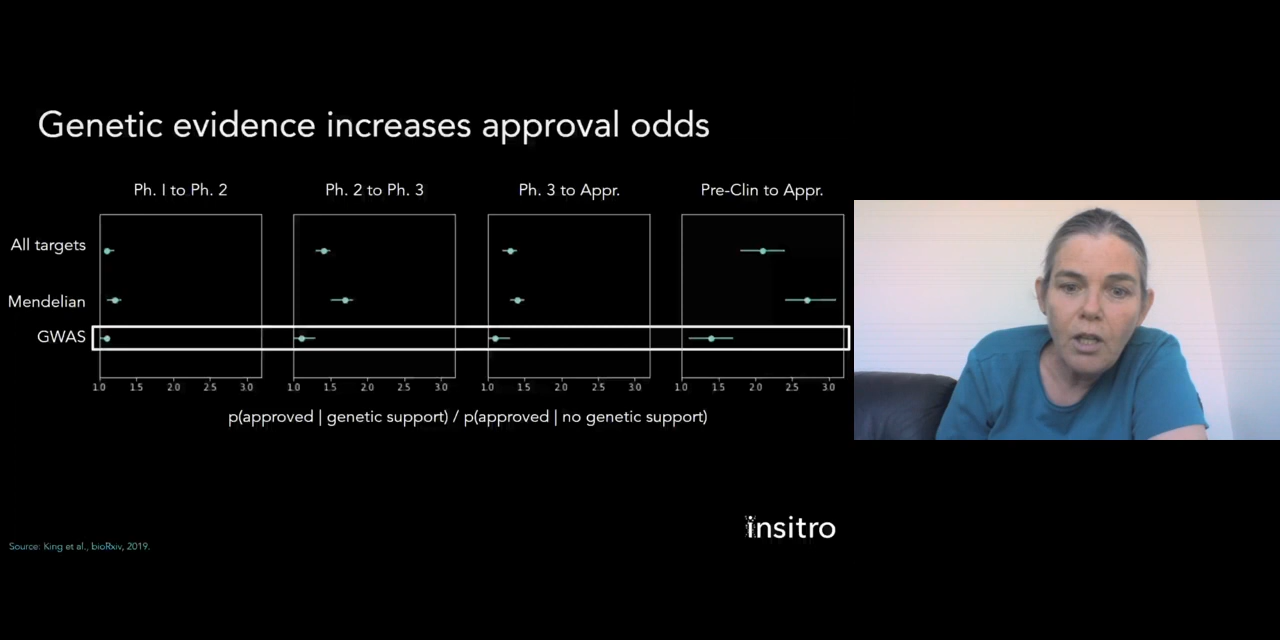 Genetic evidence increases approval odds
Ph. I to Ph. 2
Ph. 2 to Ph. 3
Ph. 3 to Appr.
Pre-Clin to Appr.
All targets
Mendelian
GWAS
1.0 1.5 2.0 2.5 3.0
1.0 1.5 2.0 2.5 3.0
1.0 1.5 2.0 2.5 3.0
1.0 1.5 2.0 2.5 3.0
p(approved | genetic support) / p(approved | no genetic support)
insitro
Source: King et al., bioRxiv, 2019.